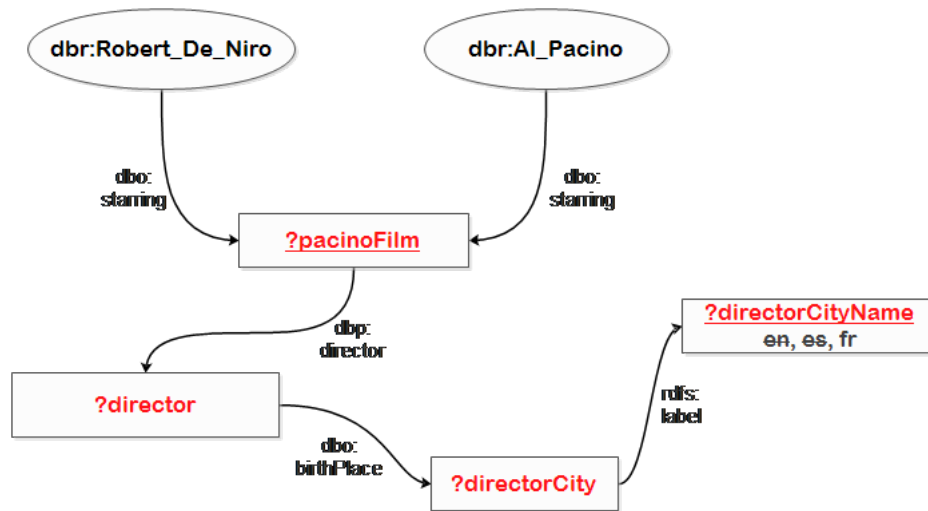 dbr:Robert_De_Niro
dbr:Al_Pacino
dbo:
starring
dbo:
starring
?pacinoFilm
dbp:
director
?directorCityName
en, es, fr
?director
rdfs:
label
dbo:
birthPlace
?directorCity